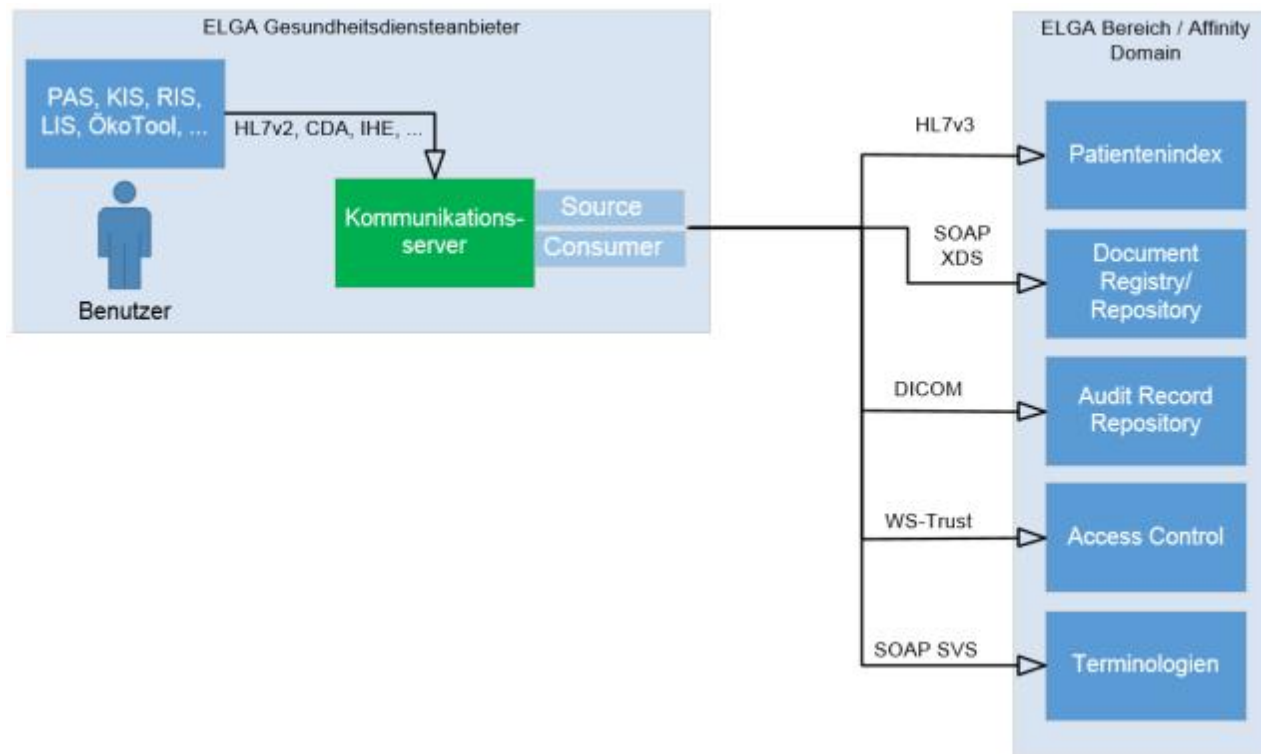 ELGA Gesundheitsdiensteanbieter
PAS, KIS, RIS,
LIS, ÖkoTool, ...
HL7v2, CDA, IHE, ...
Benutzer
Kommunikations-
server
Source
Consumer
ELGA Bereich / Affinity
Domain
HL7v3
Patientenindex
SOAP
XDS
Document
Registry/
Repository
DICOM
Audit Record
Repository
WS-Trust
Access Control
SOAP SVS
Terminologien